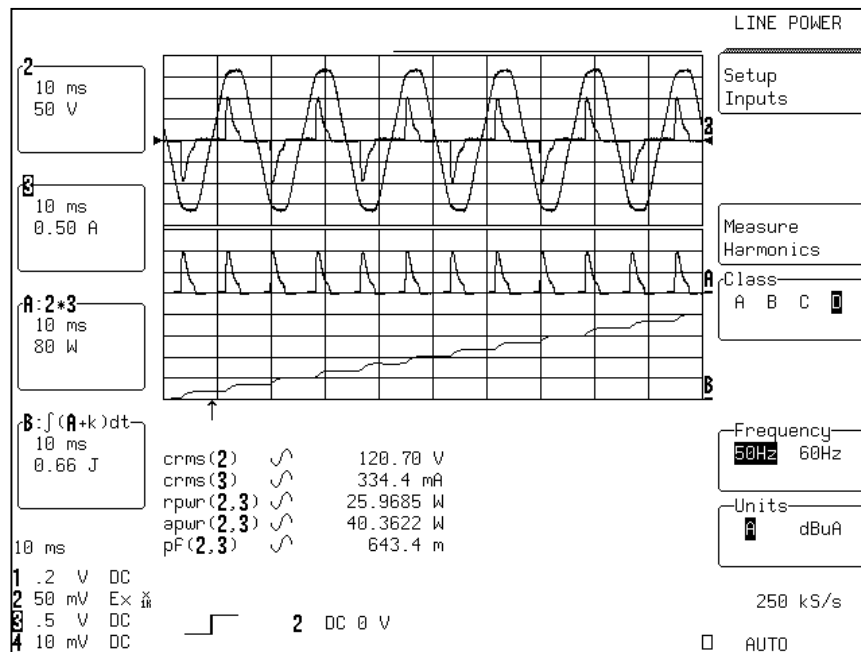 LINE POWER
2
10 ms
50 V
3
10 ms
0.50 A
A:2*3
10 ms
80 W
B:∫(A+k)dt
10 ms
0.66 J
2
A
B
Setup
Inputs
Measure
Harmonics
Class
A B C D
Frequency
50Hz 60Hz
Units
A dBuA
crms(2) 120.70 V
crms(3) 334.4 mA
rpwr(2,3) 25.9685 W
apwr(2,3) 40.3622 W
pf(2,3) 643.4 m
10 ms
1 .2 V DC
2 50 mV Ex
3 .5 V DC
4 10 mV DC
2 DC 0 V
250 kS/s
AUTO